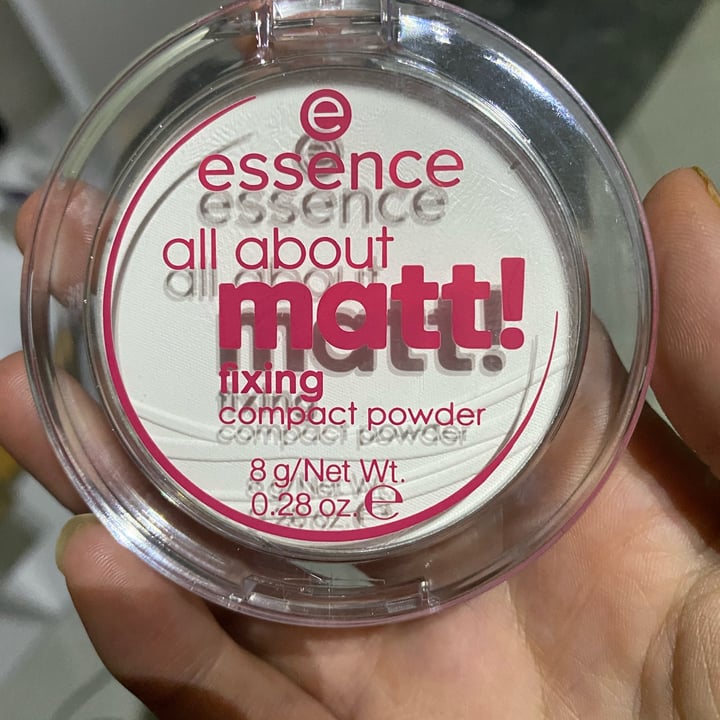 e
essence
all about
matt!
fixing
compact powder
8 g/Net Wt.
0.28 oz. ℮